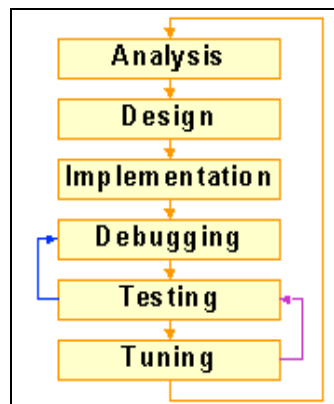 Analysis
Design
Implementation
Debugging
Testing
Tuning